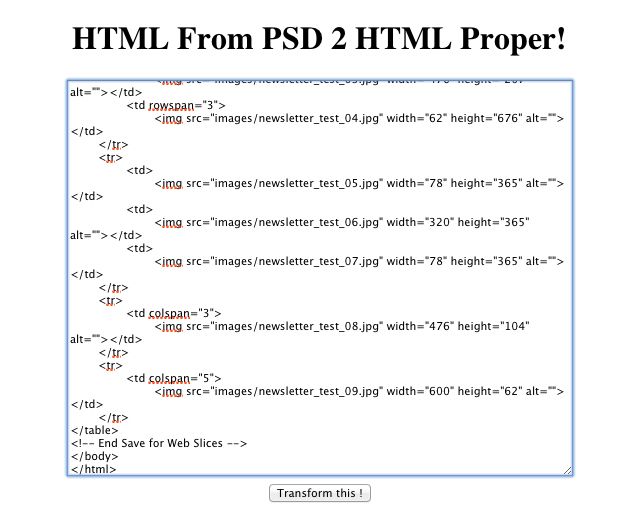 HTML From PSD 2 HTML Proper!
alt=""></td>
<td rowspan="3">
<img src="images/newsletter_test_04.jpg" width="62" height="676" alt="">
</td>
</tr>
<tr>
<td>
<img src="images/newsletter_test_05.jpg" width="78" height="365" alt="">
</td>
<td>
<img src="images/newsletter_test_06.jpg" width="320" height="365"
alt=""></td>
<td>
<img src="images/newsletter_test_07.jpg" width="78" height="365" alt="">
</td>
</tr>
<tr>
<td colspan="3">
<img src="images/newsletter_test_08.jpg" width="476" height="104"
alt=""></td>
</tr>
<tr>
<td colspan="5">
<img src="images/newsletter_test_09.jpg" width="600" height="62" alt="">
</td>
</tr>
</table>
<!-- End Save for Web Slices -->
</body>
</html>
Transform this !